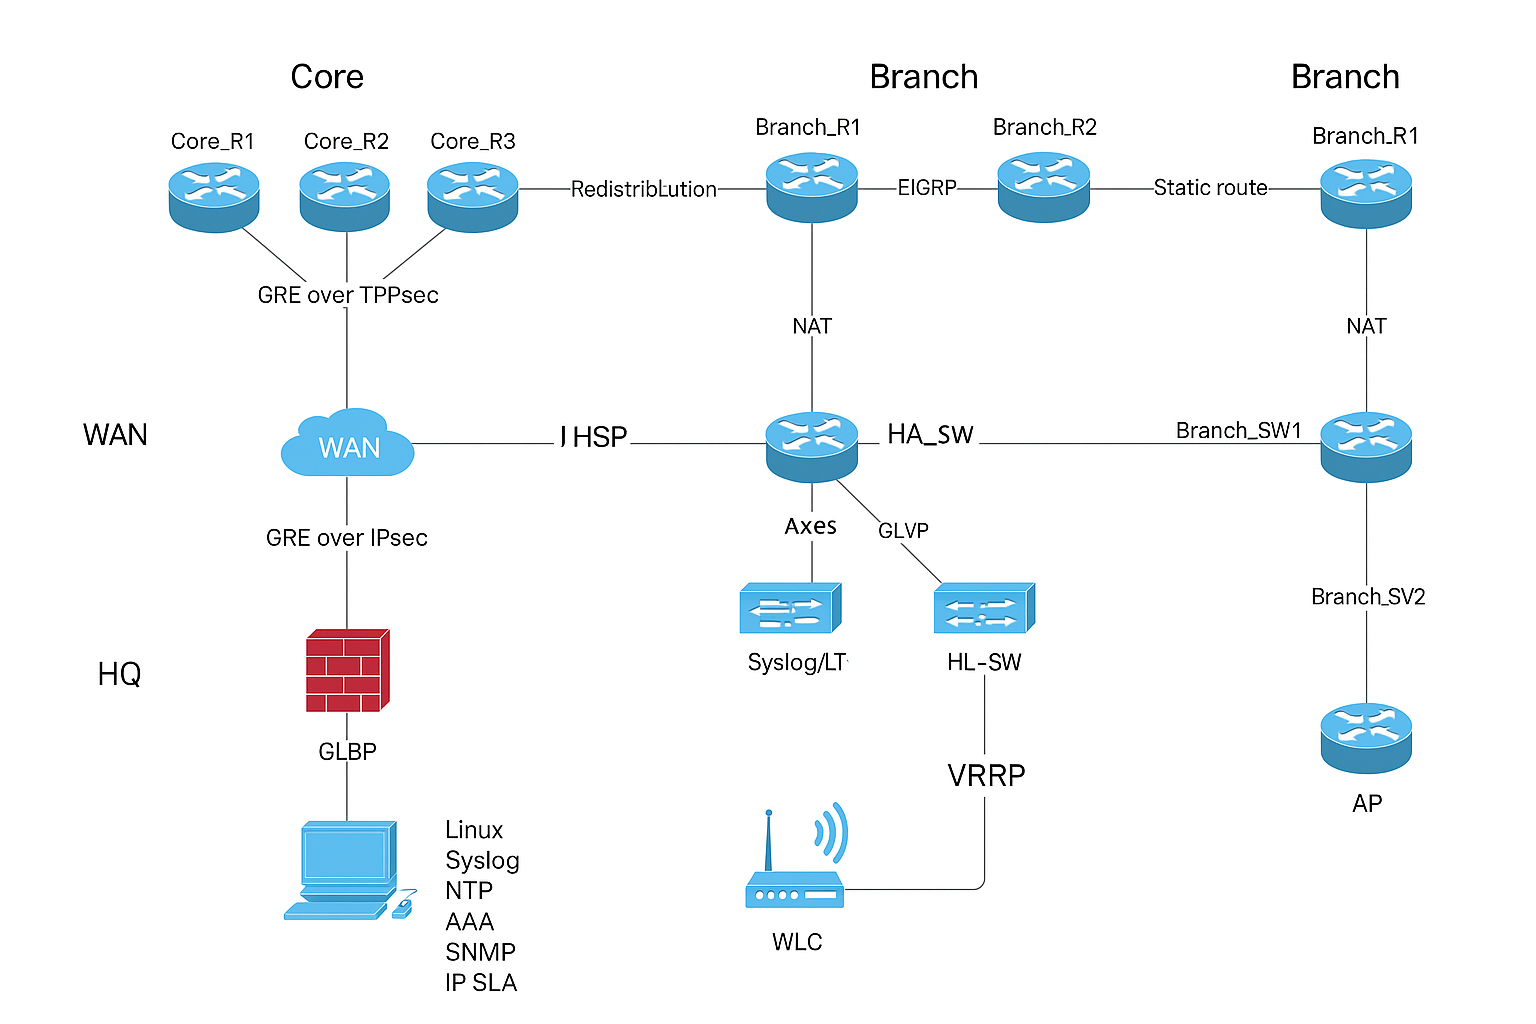 Core
Branch
Branch
Core_R1
Core_R2
Core_R3
Branch_R1
Branch_R2
Branch_R1
RedistribLution
EIGRP
Static route
GRE over TPPsec
NAT
NAT
WAN
WAN
HSP
HA_SW
Branch_SW1
GRE over IPsec
Axes
GLVP
Branch_SV2
HQ
Syslog/LT
HL-SW
GLBP
VRRP
AP
Linux
Syslog
NTP
AAA
SNMP
IP SLA
WLC